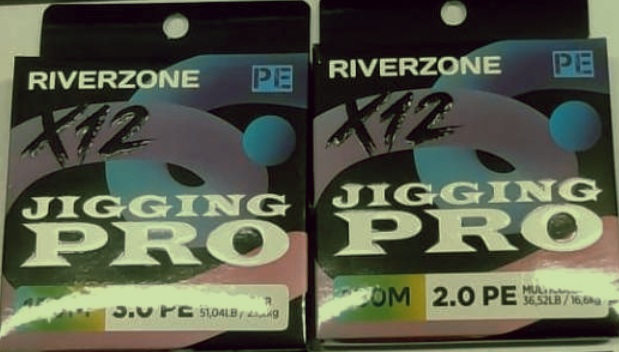 RIVERZONE
PE
X12
JIGGING
PRO
3.0 PE
51,04LB /
RIVERZONE
PE
X12
JIGGING
PRO
2.0 PE
36,52LB / 16,6kg